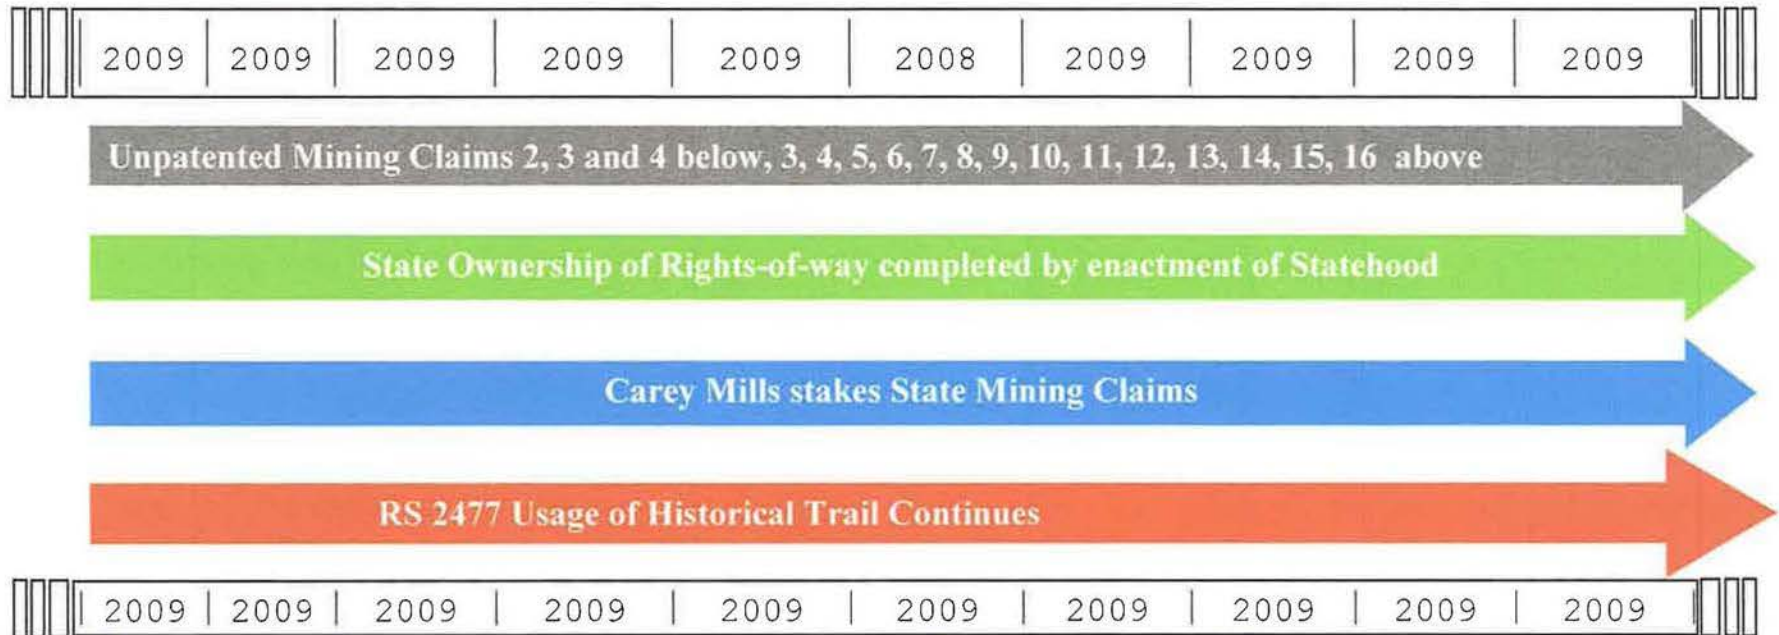 2009 2009 2009 2009 2009 2008 2009 2009 2009 2009
Unpatented Mining Claims 2, 3 and 4 below, 3, 4, 5, 6, 7, 8, 9, 10, 11, 12, 13, 14, 15, 16 above
State Ownership of Rights-of-way completed by enactment of Statehood
Carey Mills stakes State Mining Claims
RS 2477 Usage of Historical Trail Continues
2009 2009 2009 2009 2009 2009 2009 2009 2009 2009